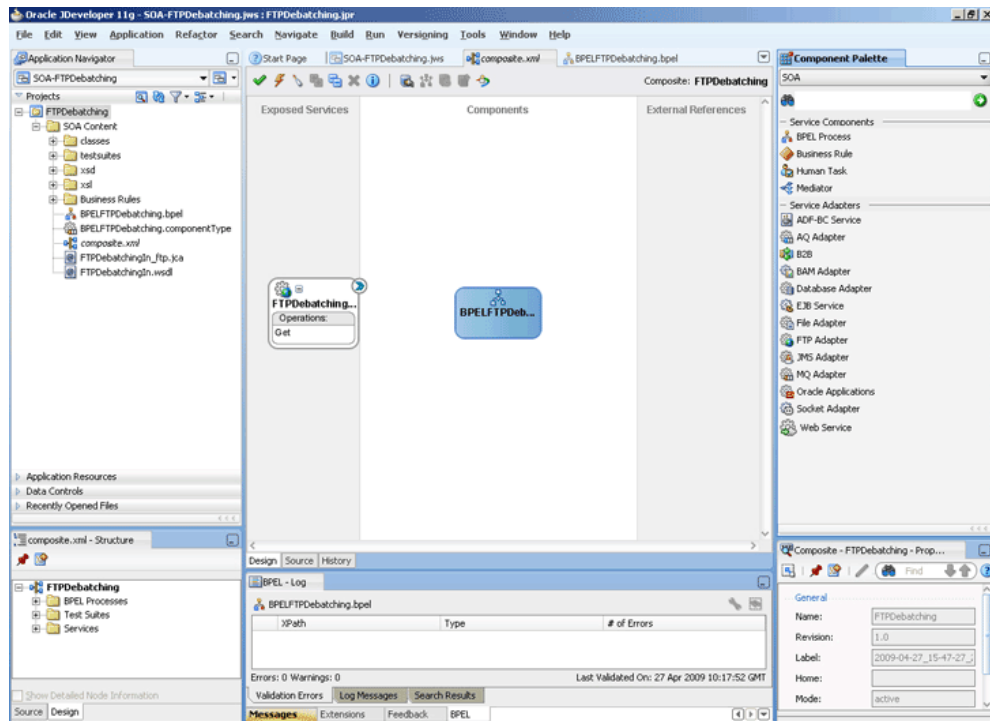 Oracle JDeveloper 11g - SOA-FTPDebatching.jws : FTPDebatching.jpr
File Edit View Application Refactor Search Navigate Build Run Versigning Tools Window Help
Application Navigator
SOA-FTPDebatching
Projects
FTPDebatching
SOA Content
classes
testsuites
xsd
xsl
Business Rules
BPELFTPDebatching.bpel
BPELFTPDebatching.componentType
composite.xml
FTPDebatchingIn_ftp.jca
FTPDebatchingIn.wsdl
Application Resources
Data Controls
Recently Opened Files
composite.xml - Structure
FTPDebatching
BPEL Processes
Test Suites
Services
Show Detailed Node Information
Source Design
Start Page SOA-FTPDebatching.jws composite.xml BPELFTPDebatching.bpel
Composite: FTPDebatching
Exposed Services Components External References
FTPDebatching...
Operations:
Get
BPELFTPDeb...
Design Source History
BPEL - Log
BPELFTPDebatching.bpel
XPath Type # of Errors
Errors: 0 Warnings: 0 Last Validated On: 27 Apr 2009 10:17:52 GMT
Validation Errors Log Messages Search Results
Messages Extensions Feedback BPEL
Component Palette
SOA
Service Components
BPEL Process
Business Rule
Human Task
Mediator
Service Adapters
ADF-BC Service
AQ Adapter
B2B
BAM Adapter
Database Adapter
EJB Service
File Adapter
FTP Adapter
JMS Adapter
MQ Adapter
Oracle Applications
Socket Adapter
Web Service
Composite - FTPDebatching - Prop...
Find
General
Name: FTPDebatching
Revision: 1.0
Label: 2009-04-27_15-47-27_
Home:
Mode: active